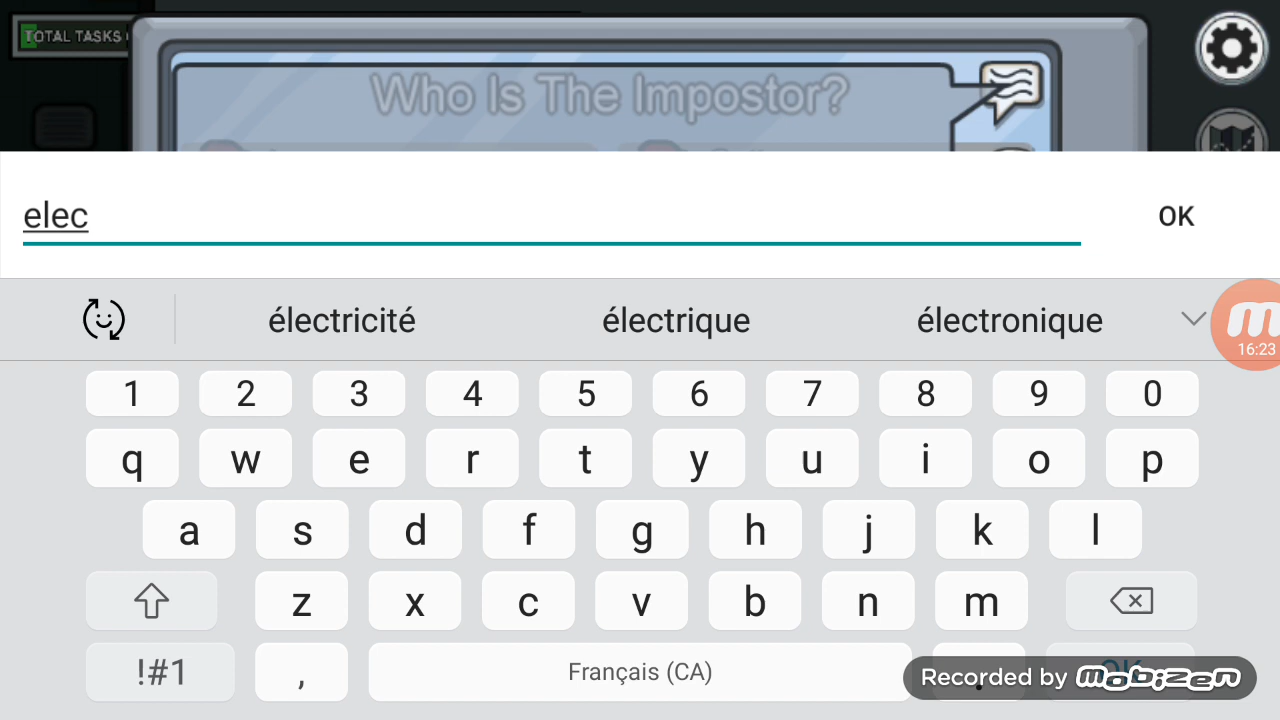 TOTAL TASKS
Who Is The Impostor?
elec
OK
électricité électrique électronique
16:23
1 2 3 4 5 6 7 8 9 0
q w e r t y u i o p
a s d f g h j k l
z x c v b n m
!#1 , Français (CA) . OK
Recorded by mobizen